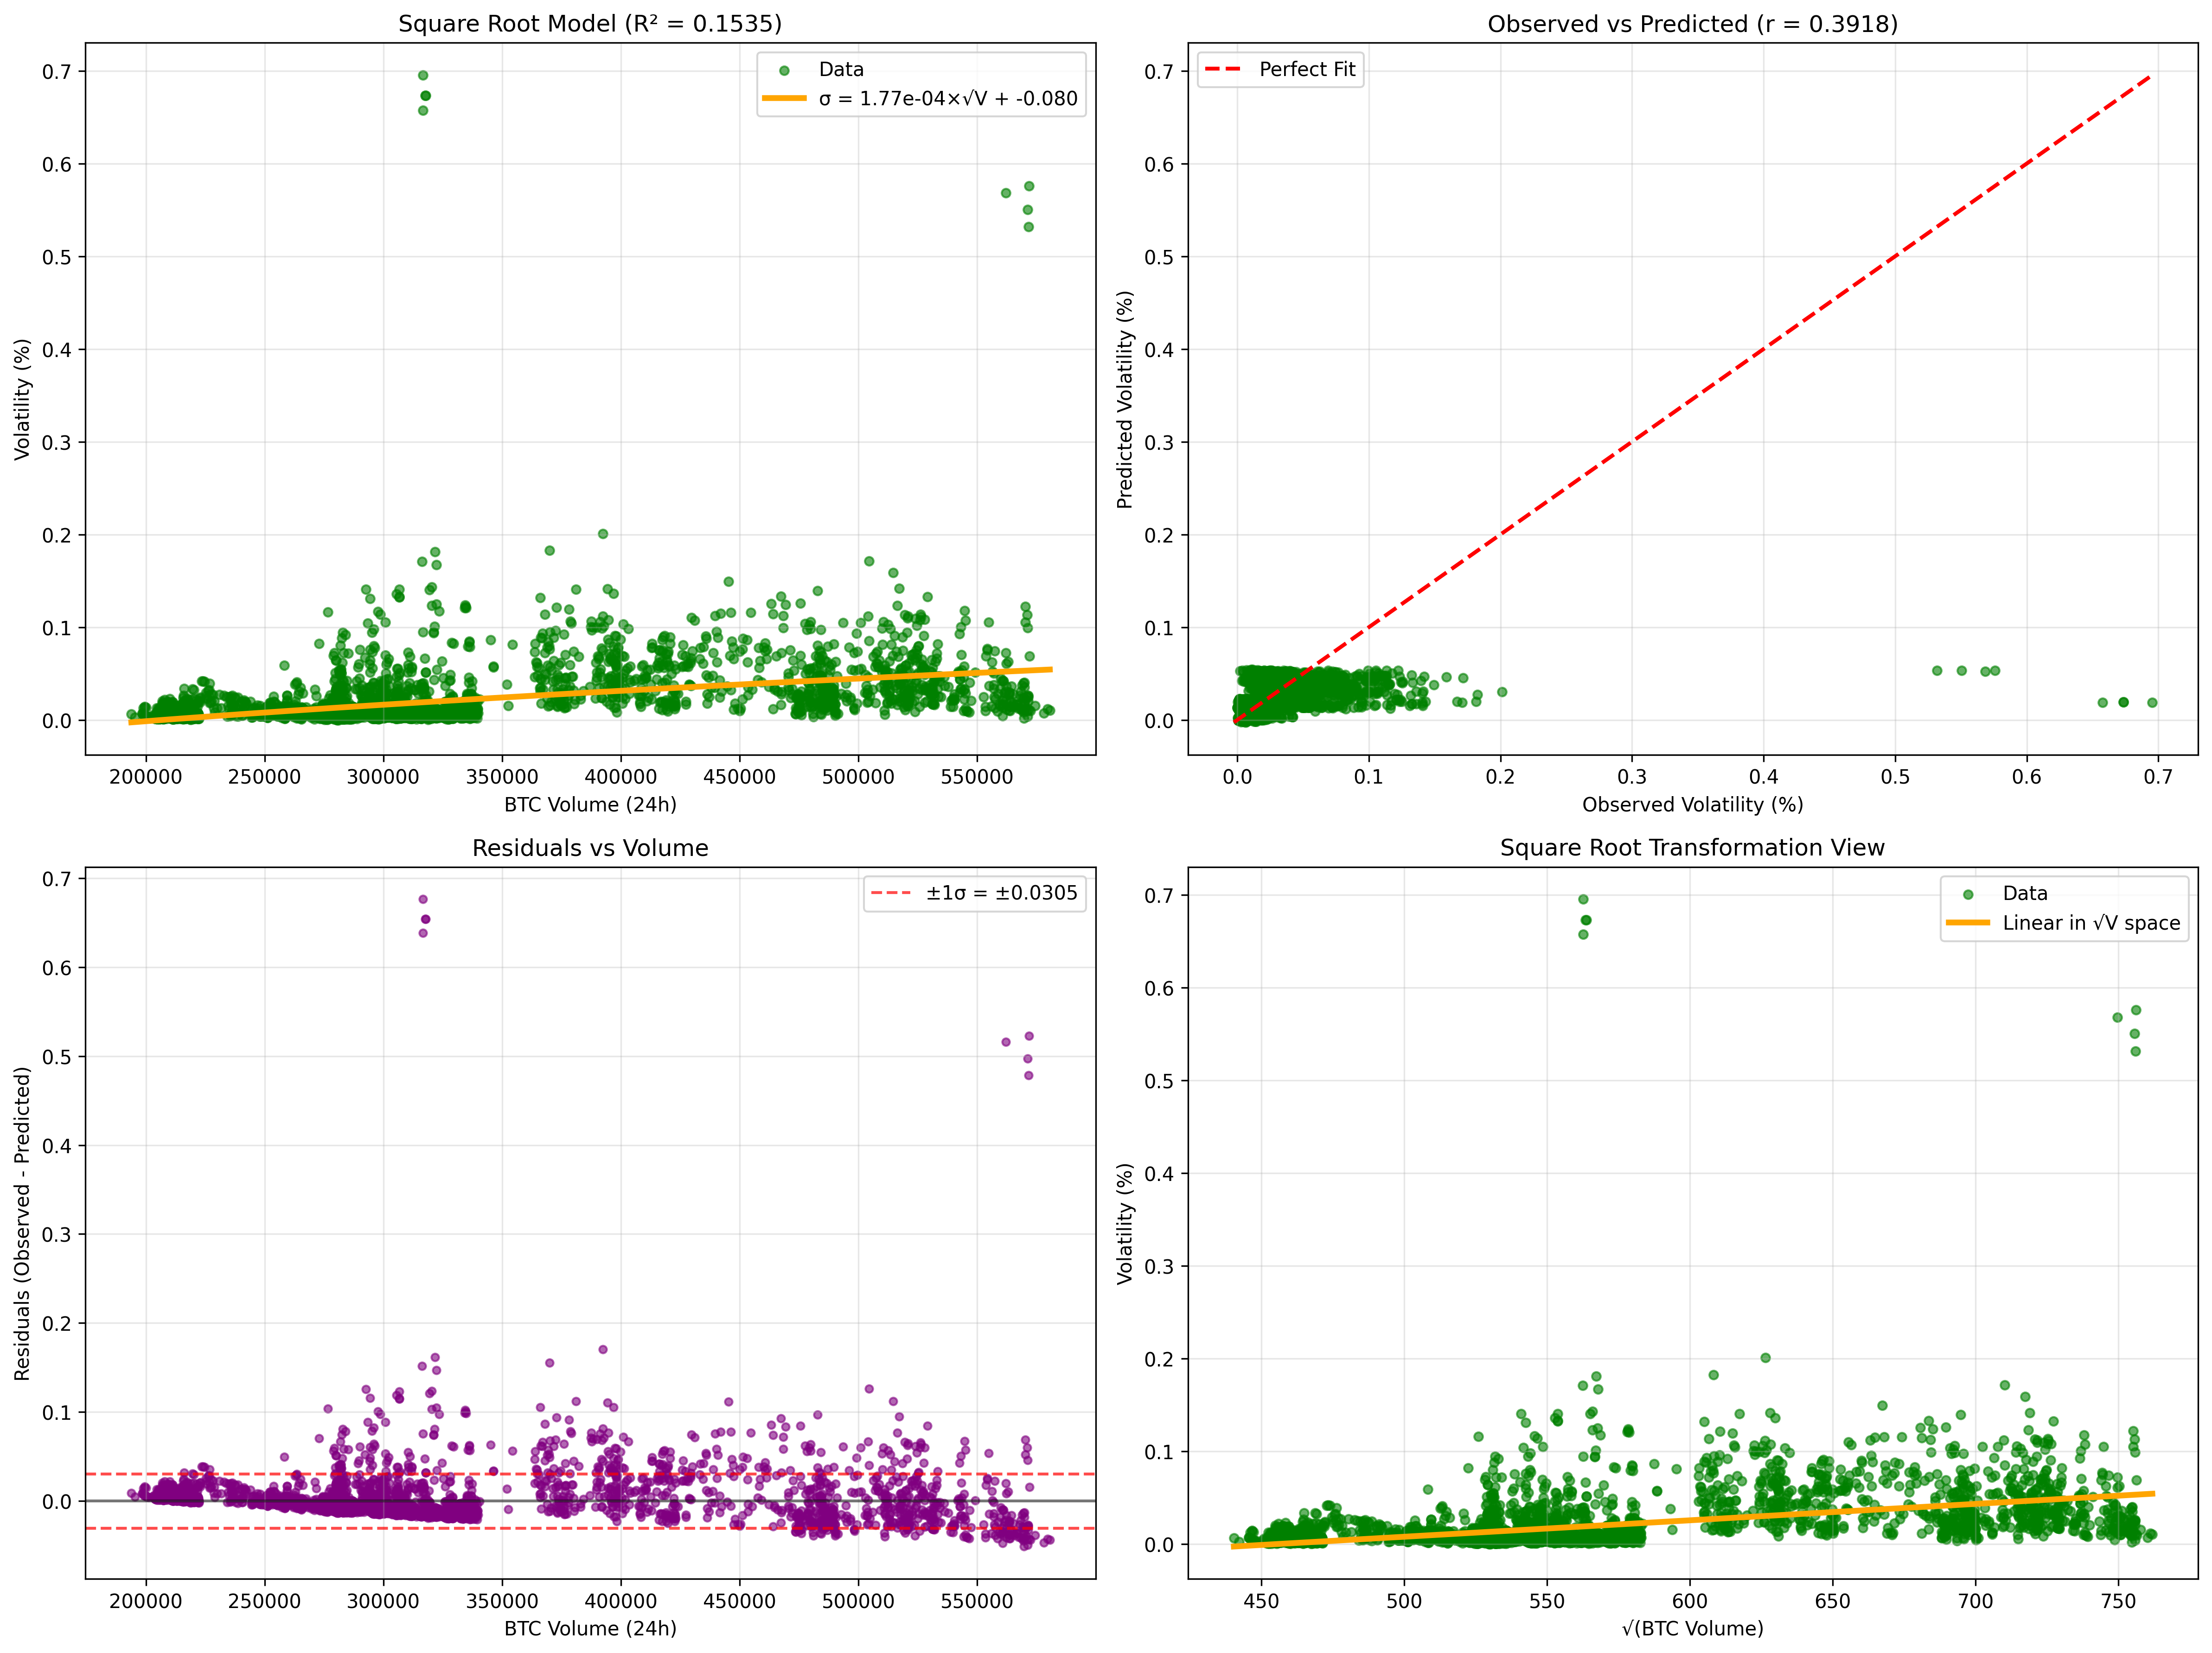 Square Root Model (R² = 0.1535)
Data
σ = 1.77e-04×√V + -0.080
0.7
0.6
0.5
0.4
0.3
0.2
0.1
0.0
Volatility (%)
200000 250000 300000 350000 400000 450000 500000 550000
BTC Volume (24h)
Observed vs Predicted (r = 0.3918)
Perfect Fit
0.7
0.6
0.5
0.4
0.3
0.2
0.1
0.0
Predicted Volatility (%)
0.0 0.1 0.2 0.3 0.4 0.5 0.6 0.7
Observed Volatility (%)
Residuals vs Volume
±1σ = ±0.0305
0.7
0.6
0.5
0.4
0.3
0.2
0.1
0.0
Residuals (Observed - Predicted)
200000 250000 300000 350000 400000 450000 500000 550000
BTC Volume (24h)
Square Root Transformation View
Data
Linear in √V space
0.7
0.6
0.5
0.4
0.3
0.2
0.1
0.0
Volatility (%)
450 500 550 600 650 700 750
√(BTC Volume)